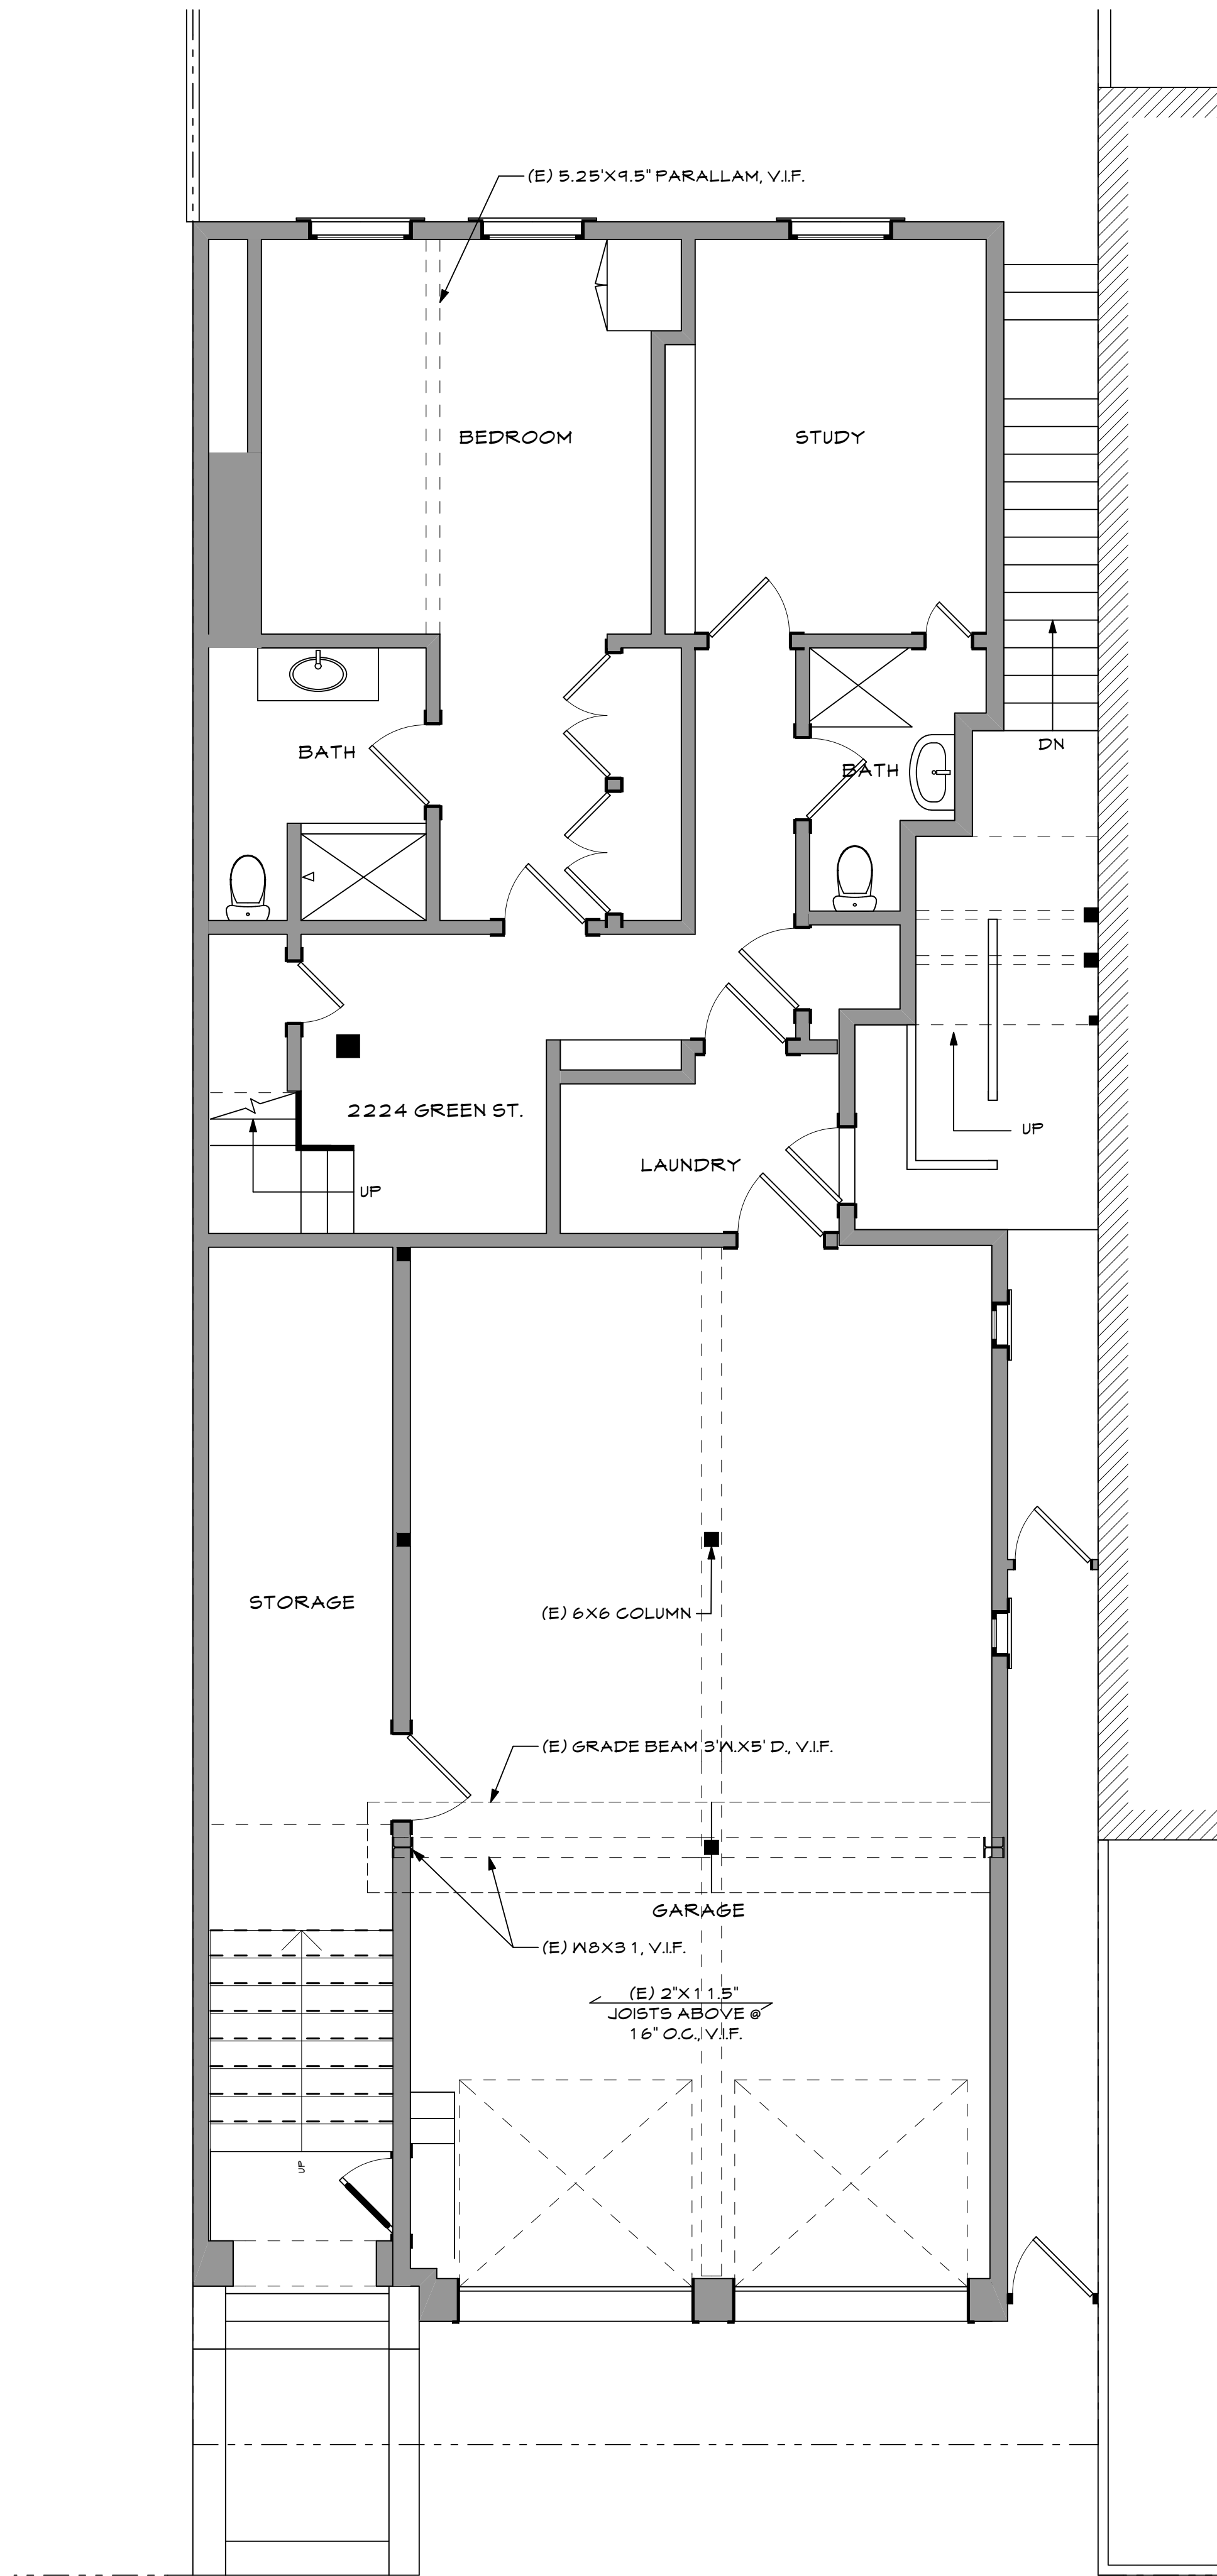 (E) 5.25'X9.5" PARALLAM, V.I.F.
BEDROOM
STUDY
BATH
BATH
DN
2224 GREEN ST.
UP
LAUNDRY
UP
STORAGE
(E) 6X6 COLUMN
(E) GRADE BEAM 3'W.X5' D., V.I.F.
GARAGE
(E) W8X31, V.I.F.
(E) 2"X11.5"
JOISTS ABOVE @
16" O.C., V.I.F.
UP